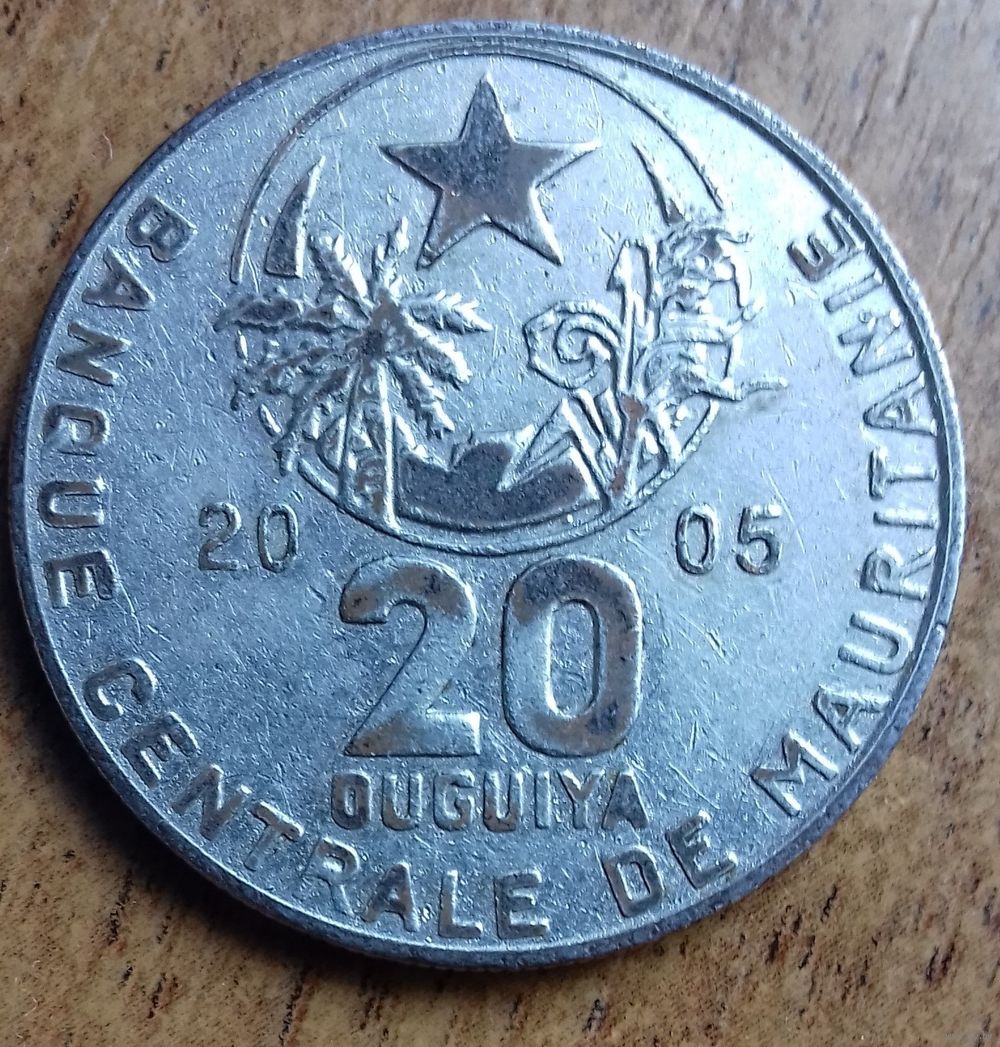 BANQUE CENTRALE DE MAURITANIE
20 05
20
OUGUIYA